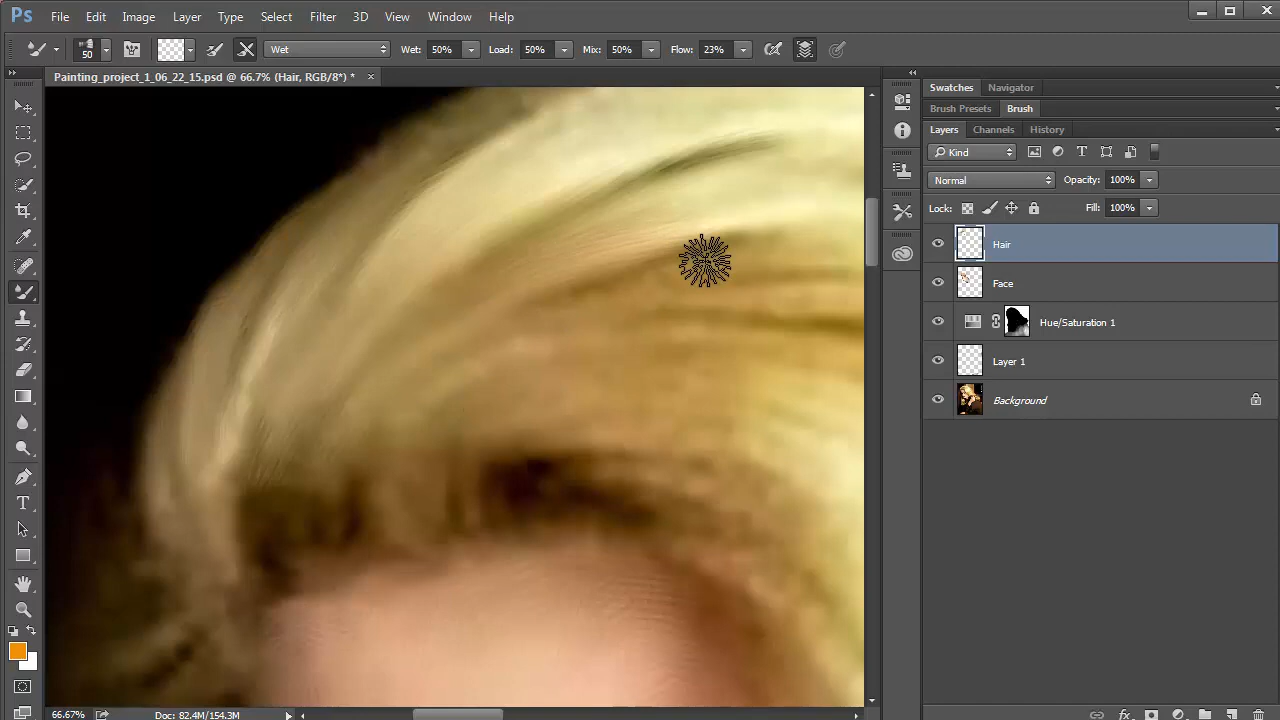 Ps File Edit Image Layer Type Select Filter 3D View Window Help
50 Wet Wet: 50% Load: 50% Mix: 50% Flow: 23%
Painting_project_1_06_22_15.psd @ 66.7% (Hair, RGB/8*) *
Swatches Navigator
Brush Presets Brush
Layers Channels History
Kind
Normal Opacity: 100%
Lock: Fill: 100%
Hair
Face
Hue/Saturation 1
Layer 1
Background
66.67% Doc: 82.4M/154.3M